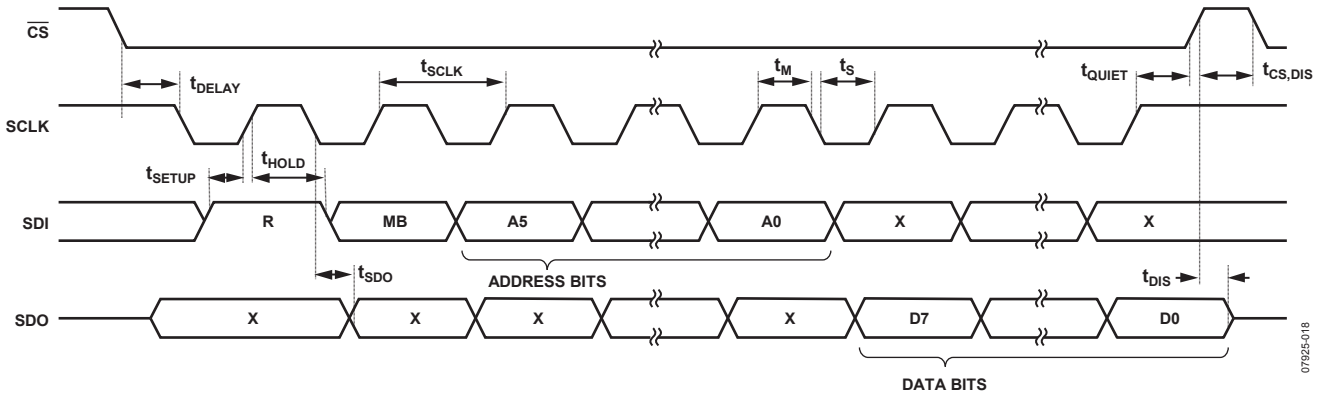 CS
tDELAY
tSCLK
tM
tS
tQUIET
tCS,DIS
SCLK
tSETUP
tHOLD
SDI
R
MB
A5
A0
X
X
tSDO
ADDRESS BITS
tDIS
SDO
X
X
X
X
D7
D0
DATA BITS
07925-018